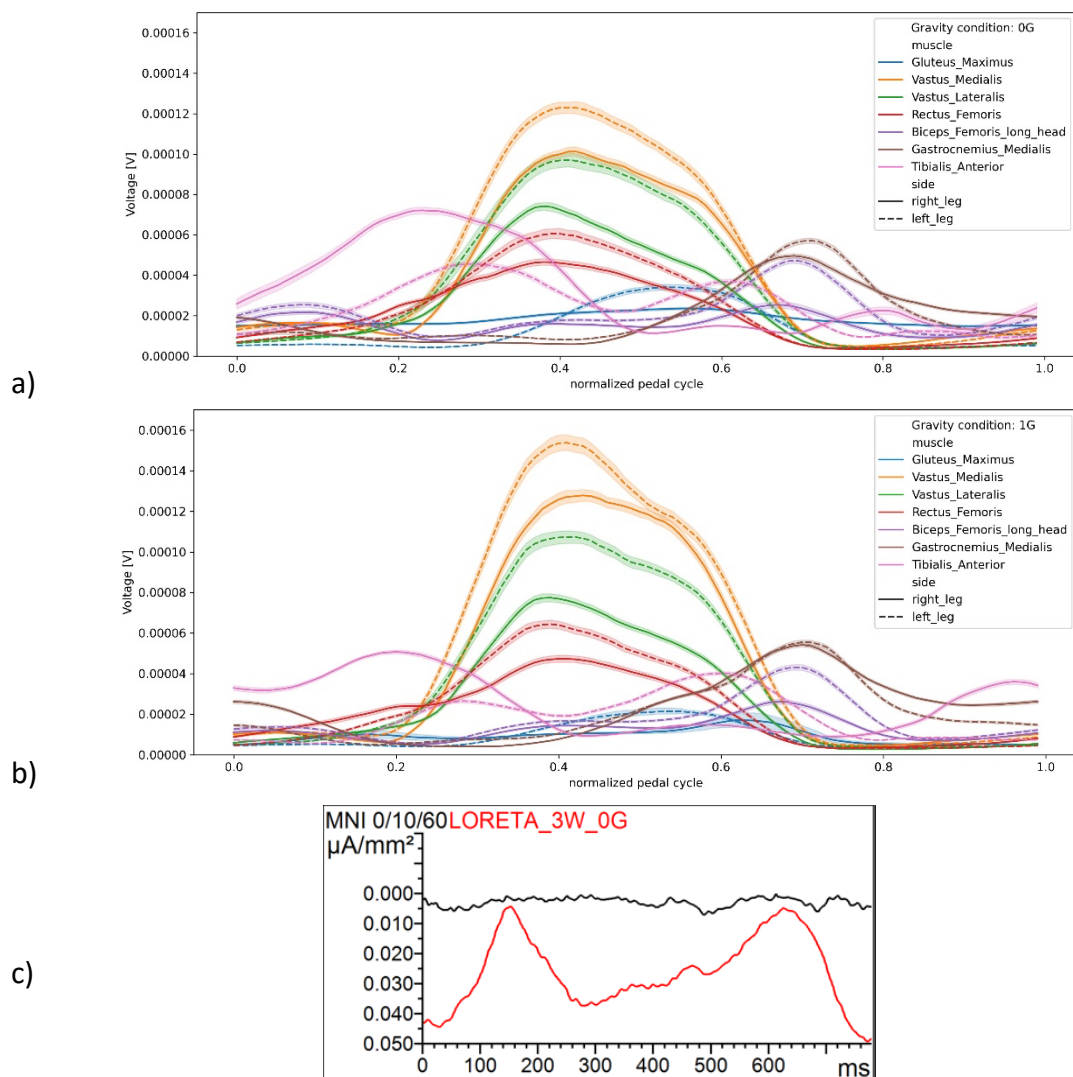 0.00016
0.00014
0.00012
0.00010
0.00008
0.00006
0.00004
0.00002
0.00000
Voltage [V]
0.0 0.2 0.4 0.6 0.8 1.0
normalized pedal cycle
Gravity condition: 0G
muscle
Gluteus_Maximus
Vastus_Medialis
Vastus_Lateralis
Rectus_Femoris
Biceps_Femoris_long_head
Gastrocnemius_Medialis
Tibialis_Anterior
side
right_leg
left_leg
a)
0.00016
0.00014
0.00012
0.00010
0.00008
0.00006
0.00004
0.00002
0.00000
Voltage [V]
0.0 0.2 0.4 0.6 0.8 1.0
normalized pedal cycle
Gravity condition: 1G
muscle
Gluteus_Maximus
Vastus_Medialis
Vastus_Lateralis
Rectus_Femoris
Biceps_Femoris_long_head
Gastrocnemius_Medialis
Tibialis_Anterior
side
right_leg
left_leg
b)
MNI 0/10/60LORETA_3W_0G
µA/mm²
0.000
0.010
0.020
0.030
0.040
0.050
0 100 200 300 400 500 600 ms
c)